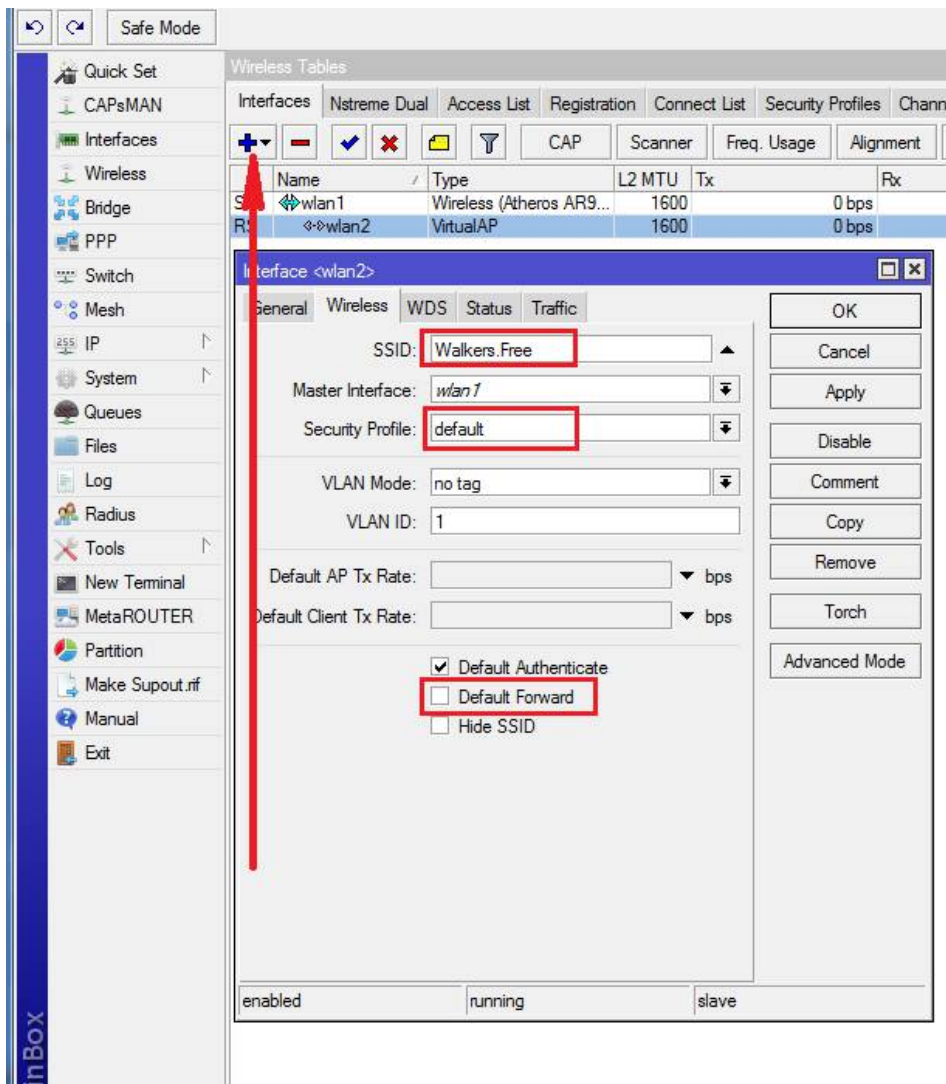 Safe Mode
Quick Set
CAPsMAN
Interfaces
Wireless
Bridge
PPP
Switch
Mesh
255 IP
System
Queues
Files
Log
Radius
Tools
New Terminal
MetaROUTER
Partition
Make Supout.rif
Manual
Exit
inBox
Wireless Tables
Interfaces Nstreme Dual Access List Registration Connect List Security Profiles Chann
CAP Scanner Freq. Usage Alignment
Name / Type L2 MTU Tx Rx
S wlan1 Wireless (Atheros AR9... 1600 0 bps
RS wlan2 VirtualAP 1600 0 bps
Interface <wlan2>
General Wireless WDS Status Traffic
SSID: Walkers.Free
Master Interface: wlan1
Security Profile: default
VLAN Mode: no tag
VLAN ID: 1
Default AP Tx Rate: bps
Default Client Tx Rate: bps
Default Authenticate
Default Forward
Hide SSID
OK
Cancel
Apply
Disable
Comment
Copy
Remove
Torch
Advanced Mode
enabled running slave